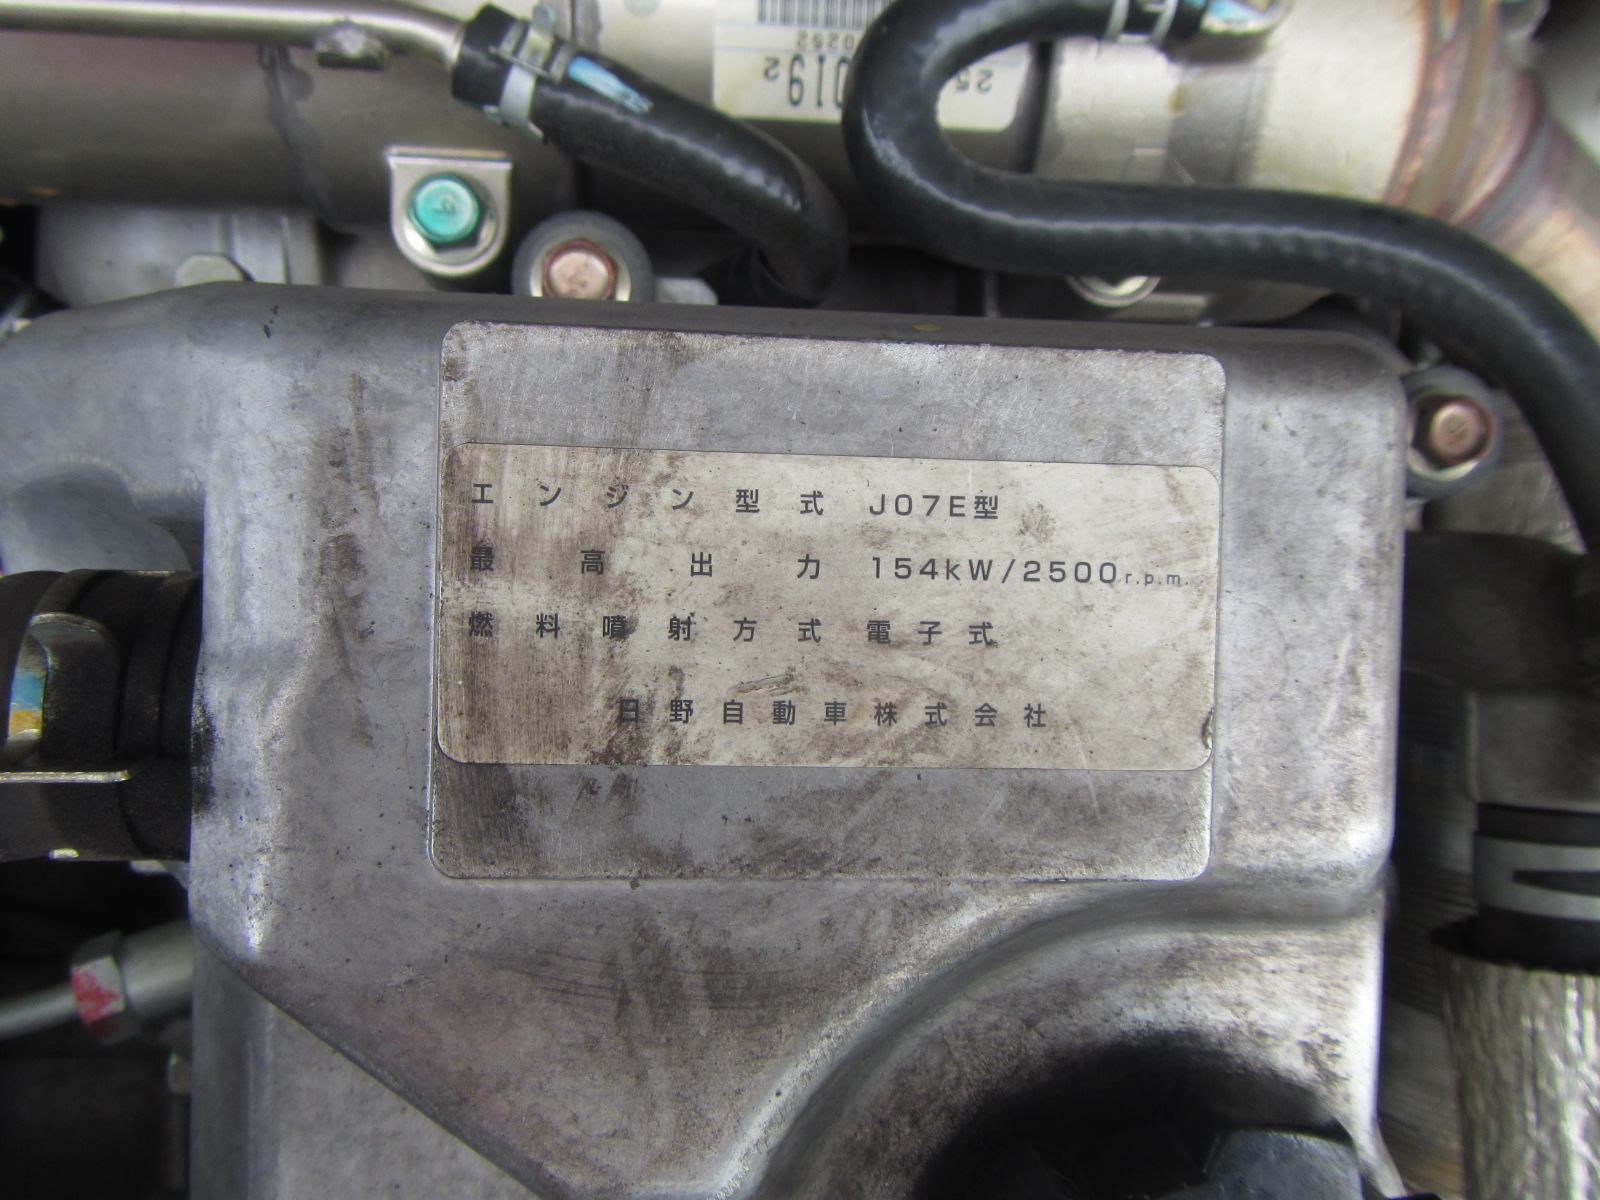 エンジン型式 J07E型
最高出力 154kW/2500r.p.m.
燃料噴射方式 電子式
日野自動車株式会社